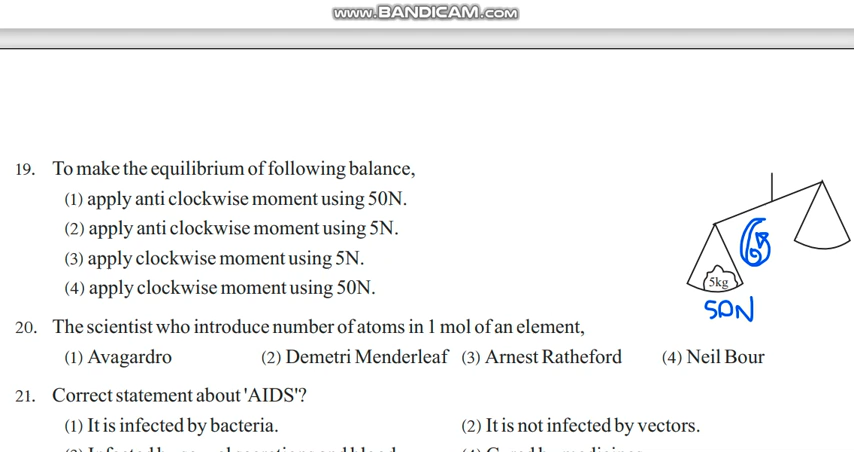 www.BANDICAM.COM
19. To make the equilibrium of following balance,
(1) apply anti clockwise moment using 50N.
(2) apply anti clockwise moment using 5N.
(3) apply clockwise moment using 5N.
(4) apply clockwise moment using 50N.
5kg
50N
20. The scientist who introduce number of atoms in 1 mol of an element,
(1) Avagardro (2) Demetri Menderleaf (3) Arnest Ratheford (4) Neil Bour
21. Correct statement about 'AIDS'?
(1) It is infected by bacteria. (2) It is not infected by vectors.